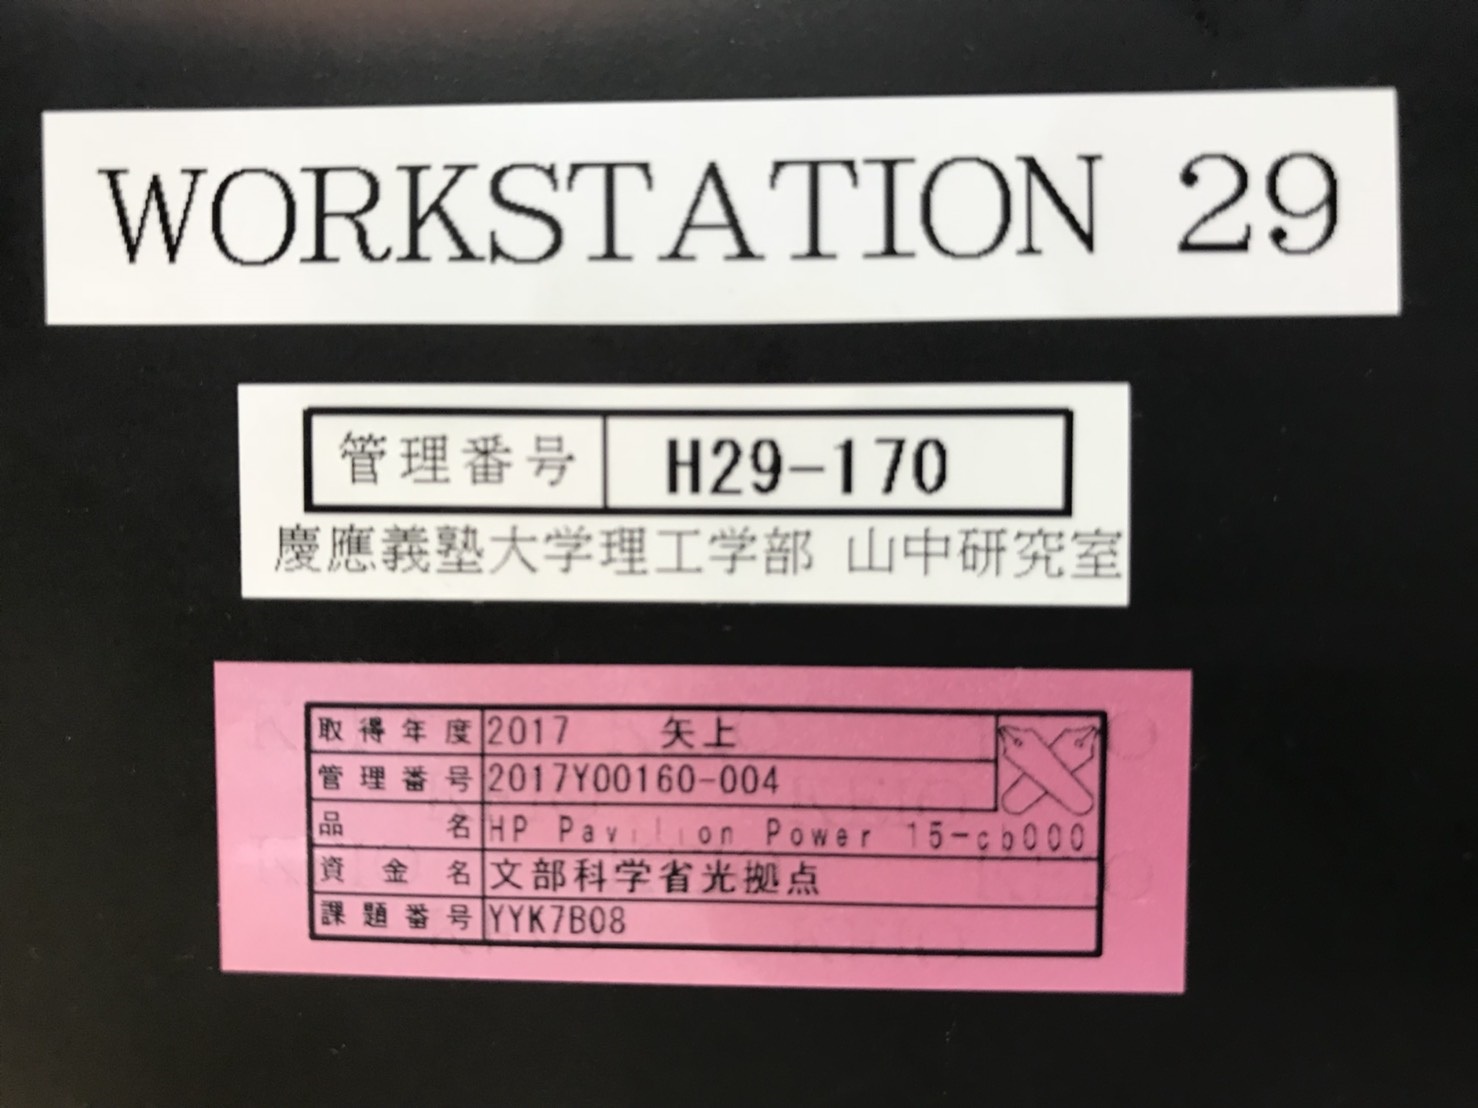 WORKSTATION 29
管理番号 H29-170
慶應義塾大学理工学部 山中研究室
取得年度 2017 矢上
管理番号 2017Y00160-004
品名 HP Pavilion Power 15-cb000
資金名 文部科学省光拠点
課題番号 YYK7B08